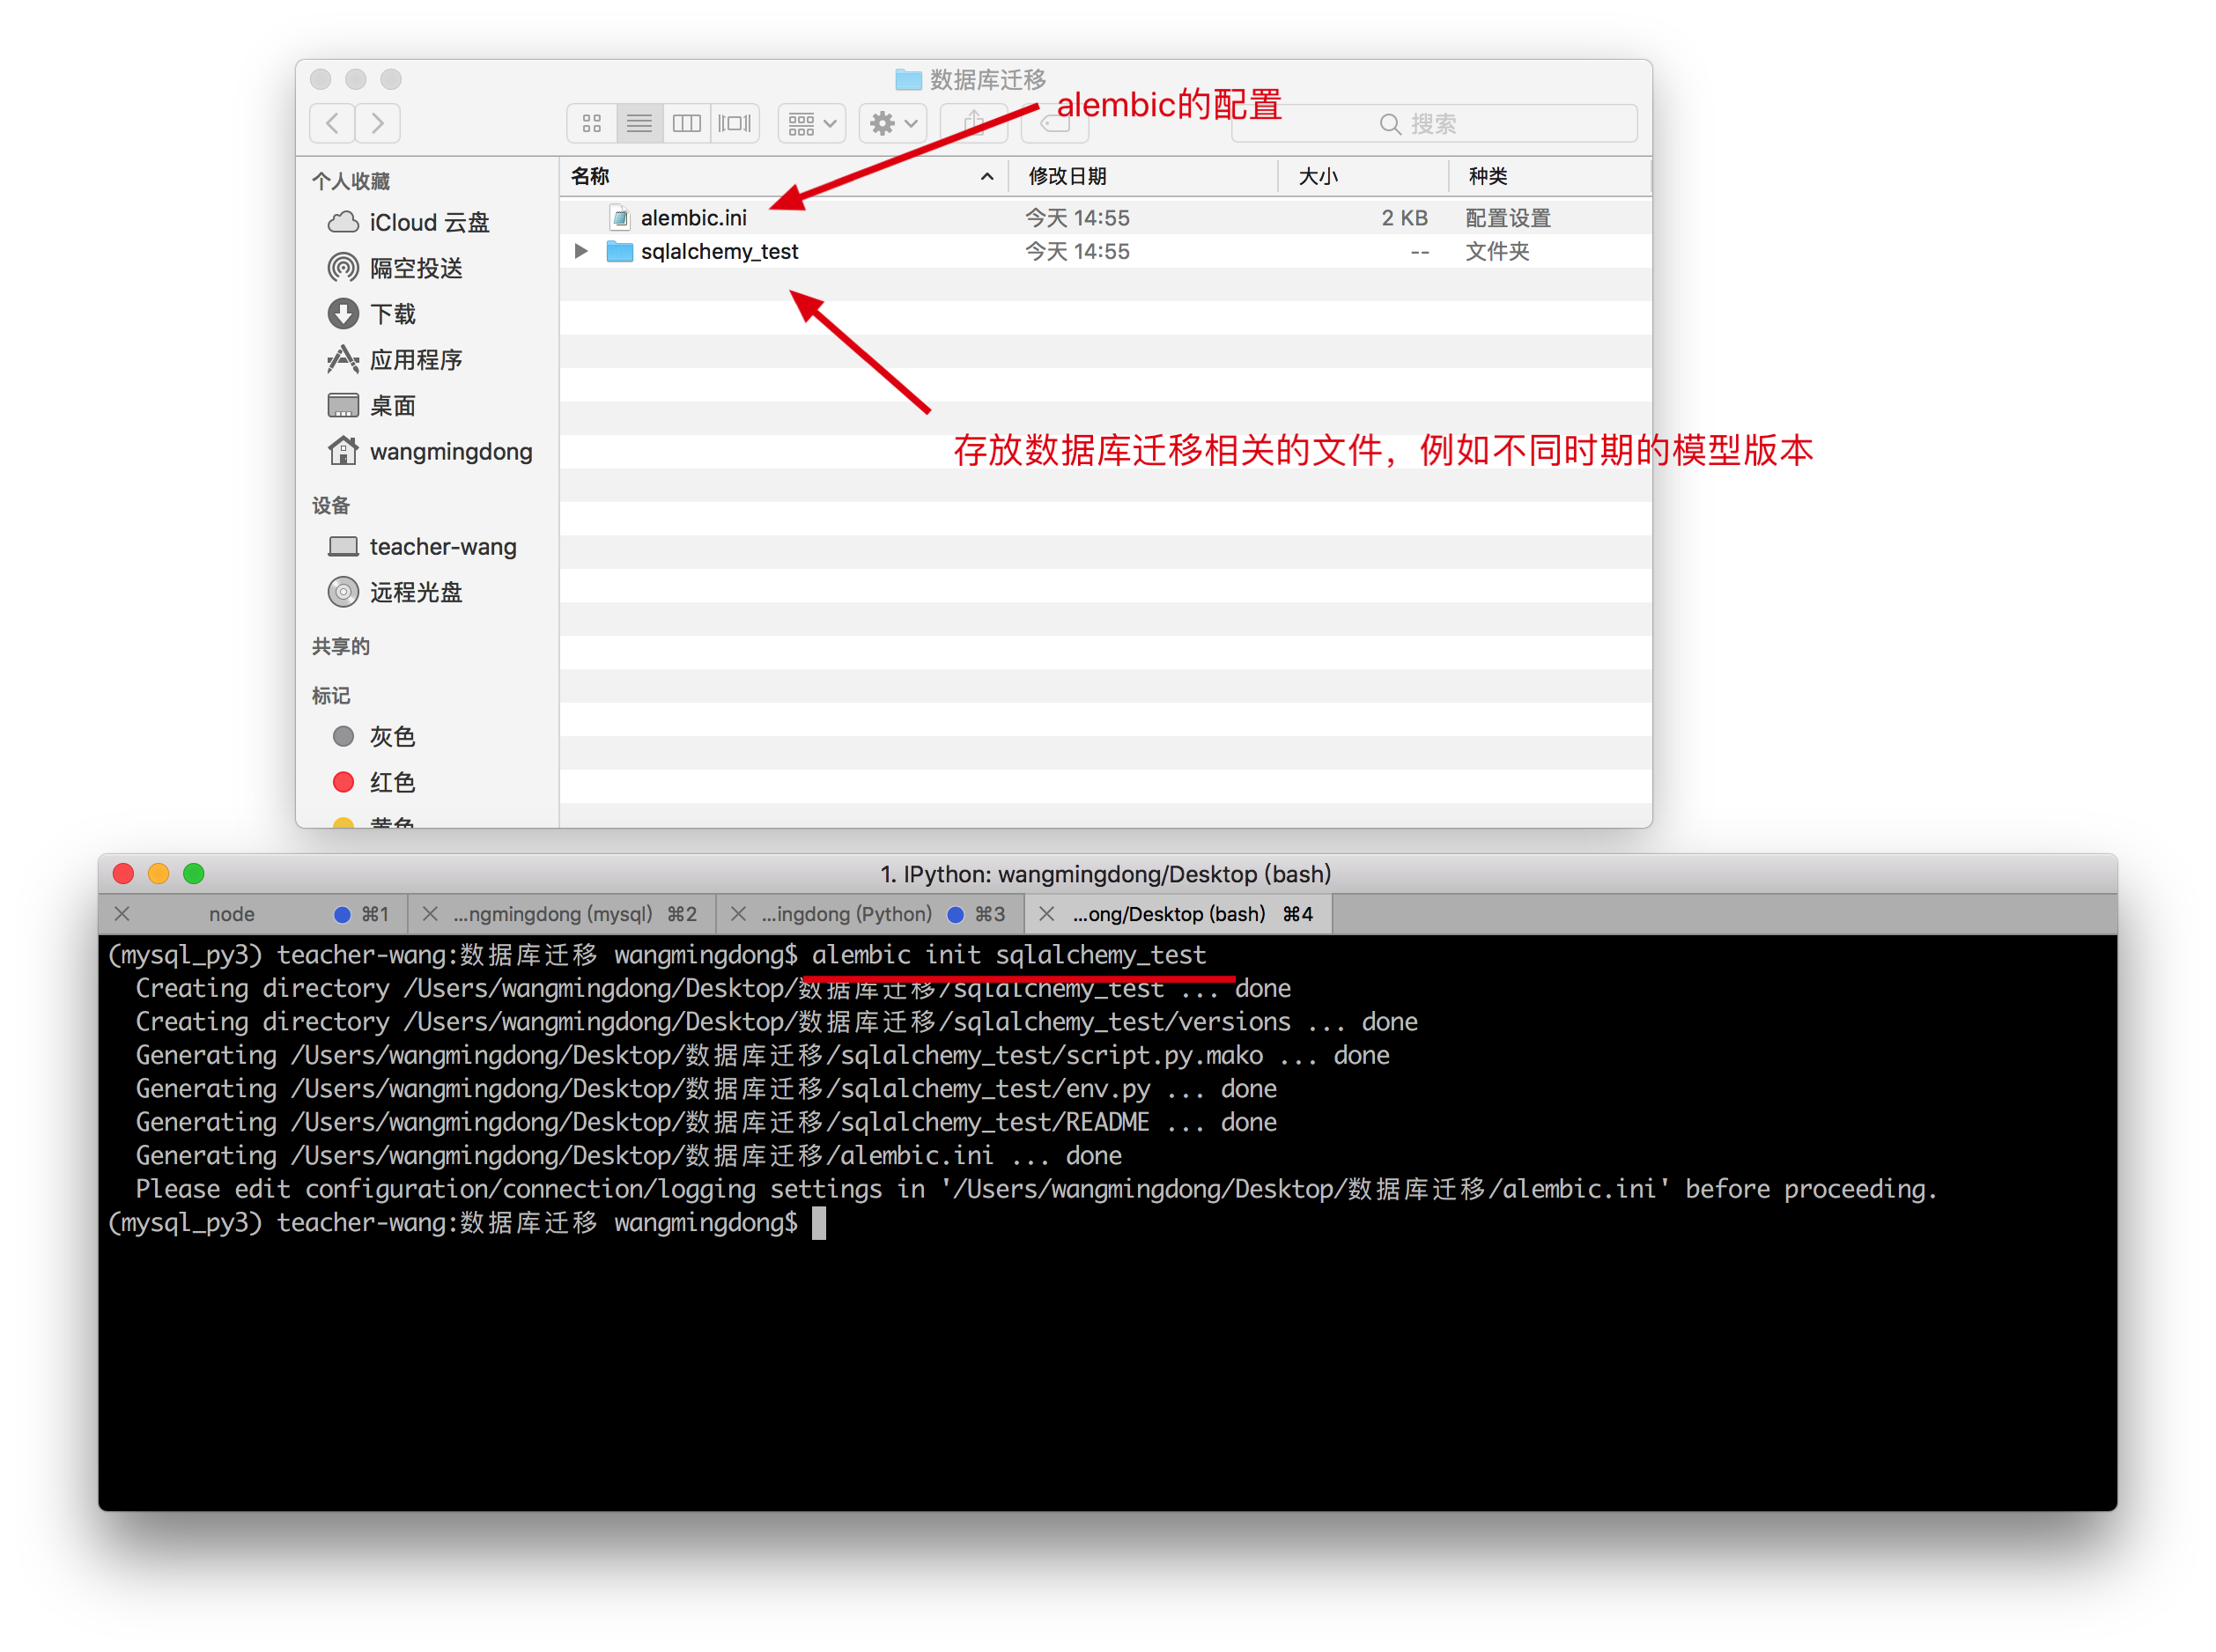 数据库迁移
alembic的配置
搜索
个人收藏
iCloud 云盘
隔空投送
下载
应用程序
桌面
wangmingdong
设备
teacher-wang
远程光盘
共享的
标记
灰色
红色
黄色
名称 修改日期 大小 种类
alembic.ini 今天 14:55 2 KB 配置设置
sqlalchemy_test 今天 14:55 -- 文件夹
存放数据库迁移相关的文件，例如不同时期的模型版本
1. IPython: wangmingdong/Desktop (bash)
node ⌘1 ...ngmingdong (mysql) ⌘2 ...ingdong (Python) ⌘3 ...ong/Desktop (bash) ⌘4
(mysql_py3) teacher-wang:数据库迁移 wangmingdong$ alembic init sqlalchemy_test
Creating directory /Users/wangmingdong/Desktop/数据库迁移/sqlalchemy_test ... done
Creating directory /Users/wangmingdong/Desktop/数据库迁移/sqlalchemy_test/versions ... done
Generating /Users/wangmingdong/Desktop/数据库迁移/sqlalchemy_test/script.py.mako ... done
Generating /Users/wangmingdong/Desktop/数据库迁移/sqlalchemy_test/env.py ... done
Generating /Users/wangmingdong/Desktop/数据库迁移/sqlalchemy_test/README ... done
Generating /Users/wangmingdong/Desktop/数据库迁移/alembic.ini ... done
Please edit configuration/connection/logging settings in '/Users/wangmingdong/Desktop/数据库迁移/alembic.ini' before proceeding.
(mysql_py3) teacher-wang:数据库迁移 wangmingdong$